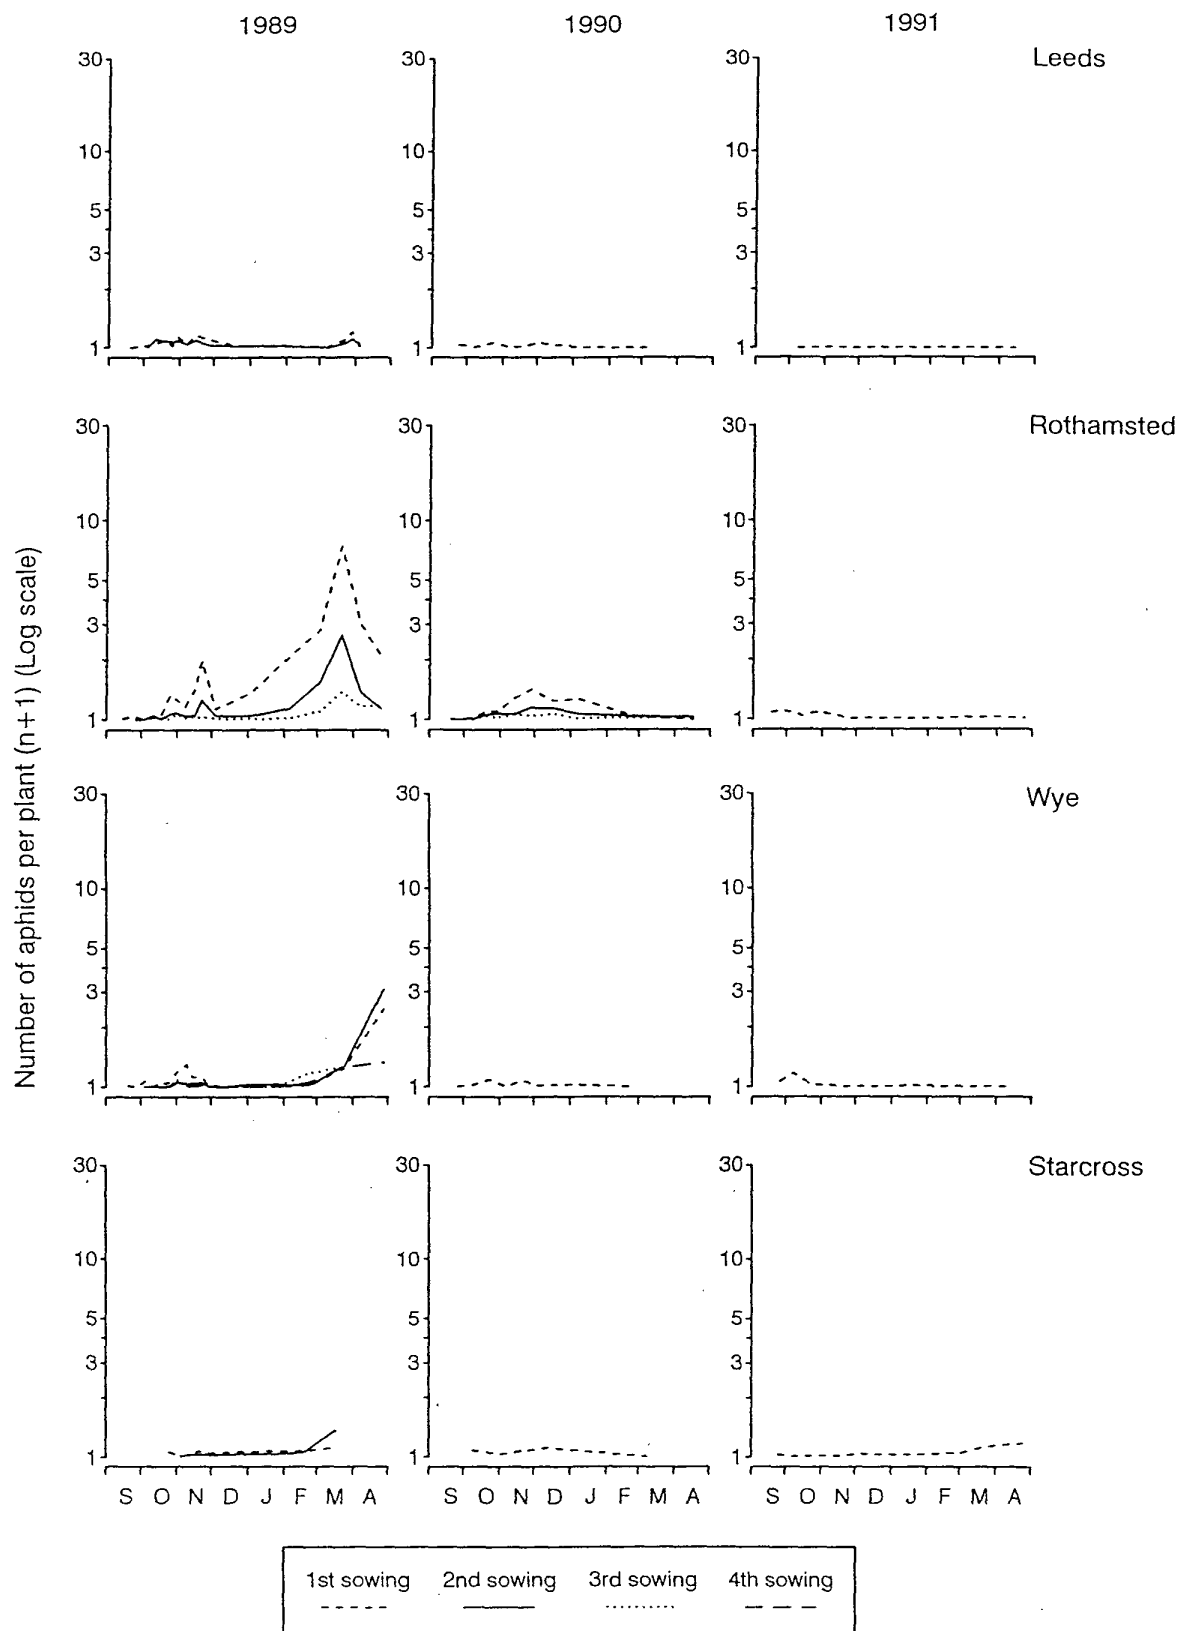 1989 1990 1991
Leeds
30 30 30
10 10 10
5 5 5
3 3 3
1 1 1
Rothamsted
30 30 30
10 10 10
5 5 5
3 3 3
1 1 1
Number of aphids per plant (n+1) (Log scale)
Wye
30 30 30
10 10 10
5 5 5
3 3 3
1 1 1
Starcross
30 30 30
10 10 10
5 5 5
3 3 3
1 1 1
S O N D J F M A S O N D J F M A S O N D J F M A
1st sowing 2nd sowing 3rd sowing 4th sowing